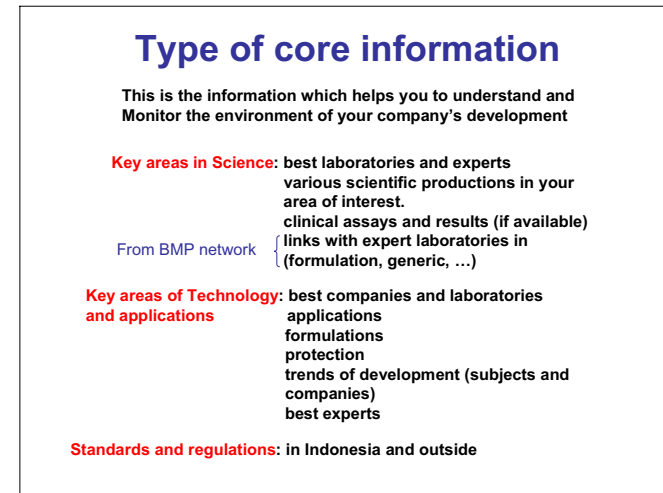 Type of core information
This is the information which helps you to understand and
Monitor the environment of your company's development
Key areas in Science: best laboratories and experts
various scientific productions in your
area of interest.
clinical assays and results (if available)
From BMP network links with expert laboratories in
(formulation, generic, …)
Key areas of Technology: best companies and laboratories
and applications applications
formulations
protection
trends of development (subjects and
companies)
best experts
Standards and regulations: in Indonesia and outside